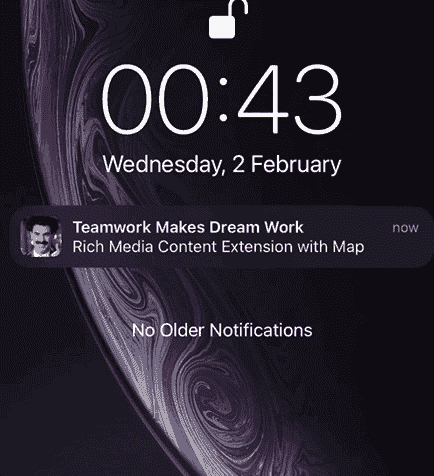 00:43
Wednesday, 2 February
Teamwork Makes Dream Work
now
Rich Media Content Extension with Map
No Older Notifications